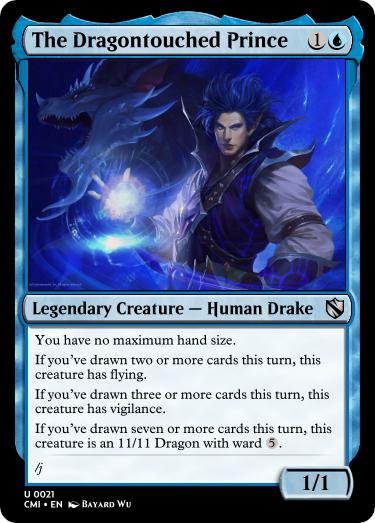 The Dragontouched Prince 1
Legendary Creature — Human Drake
You have no maximum hand size.
If you've drawn two or more cards this turn, this
creature has flying.
If you've drawn three or more cards this turn, this
creature has vigilance.
If you've drawn seven or more cards this turn, this
creature is an 11/11 Dragon with ward 5.
1/1
U 0021
CMI • EN Bayard Wu